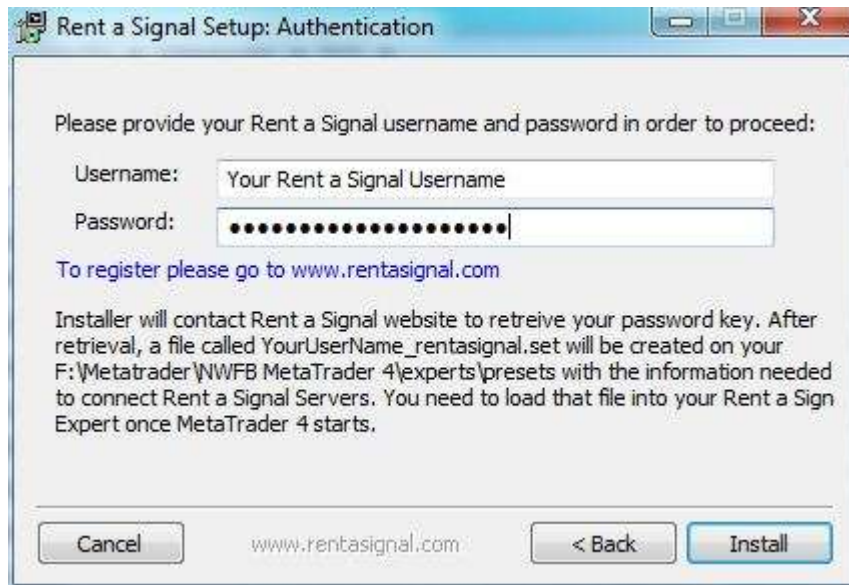 Rent a Signal Setup: Authentication
Please provide your Rent a Signal username and password in order to proceed:
Username: Your Rent a Signal Username
Password: ●●●●●●●●●●●●●●●●●●●●●
To register please go to www.rentasignal.com
Installer will contact Rent a Signal website to retreive your password key. After
retrieval, a file called YourUserName_rentasignal.set will be created on your
F:\Metatrader\NWFB MetaTrader 4\experts\presets with the information needed
to connect Rent a Signal Servers. You need to load that file into your Rent a Sign
Expert once MetaTrader 4 starts.
Cancel www.rentasignal.com < Back Install